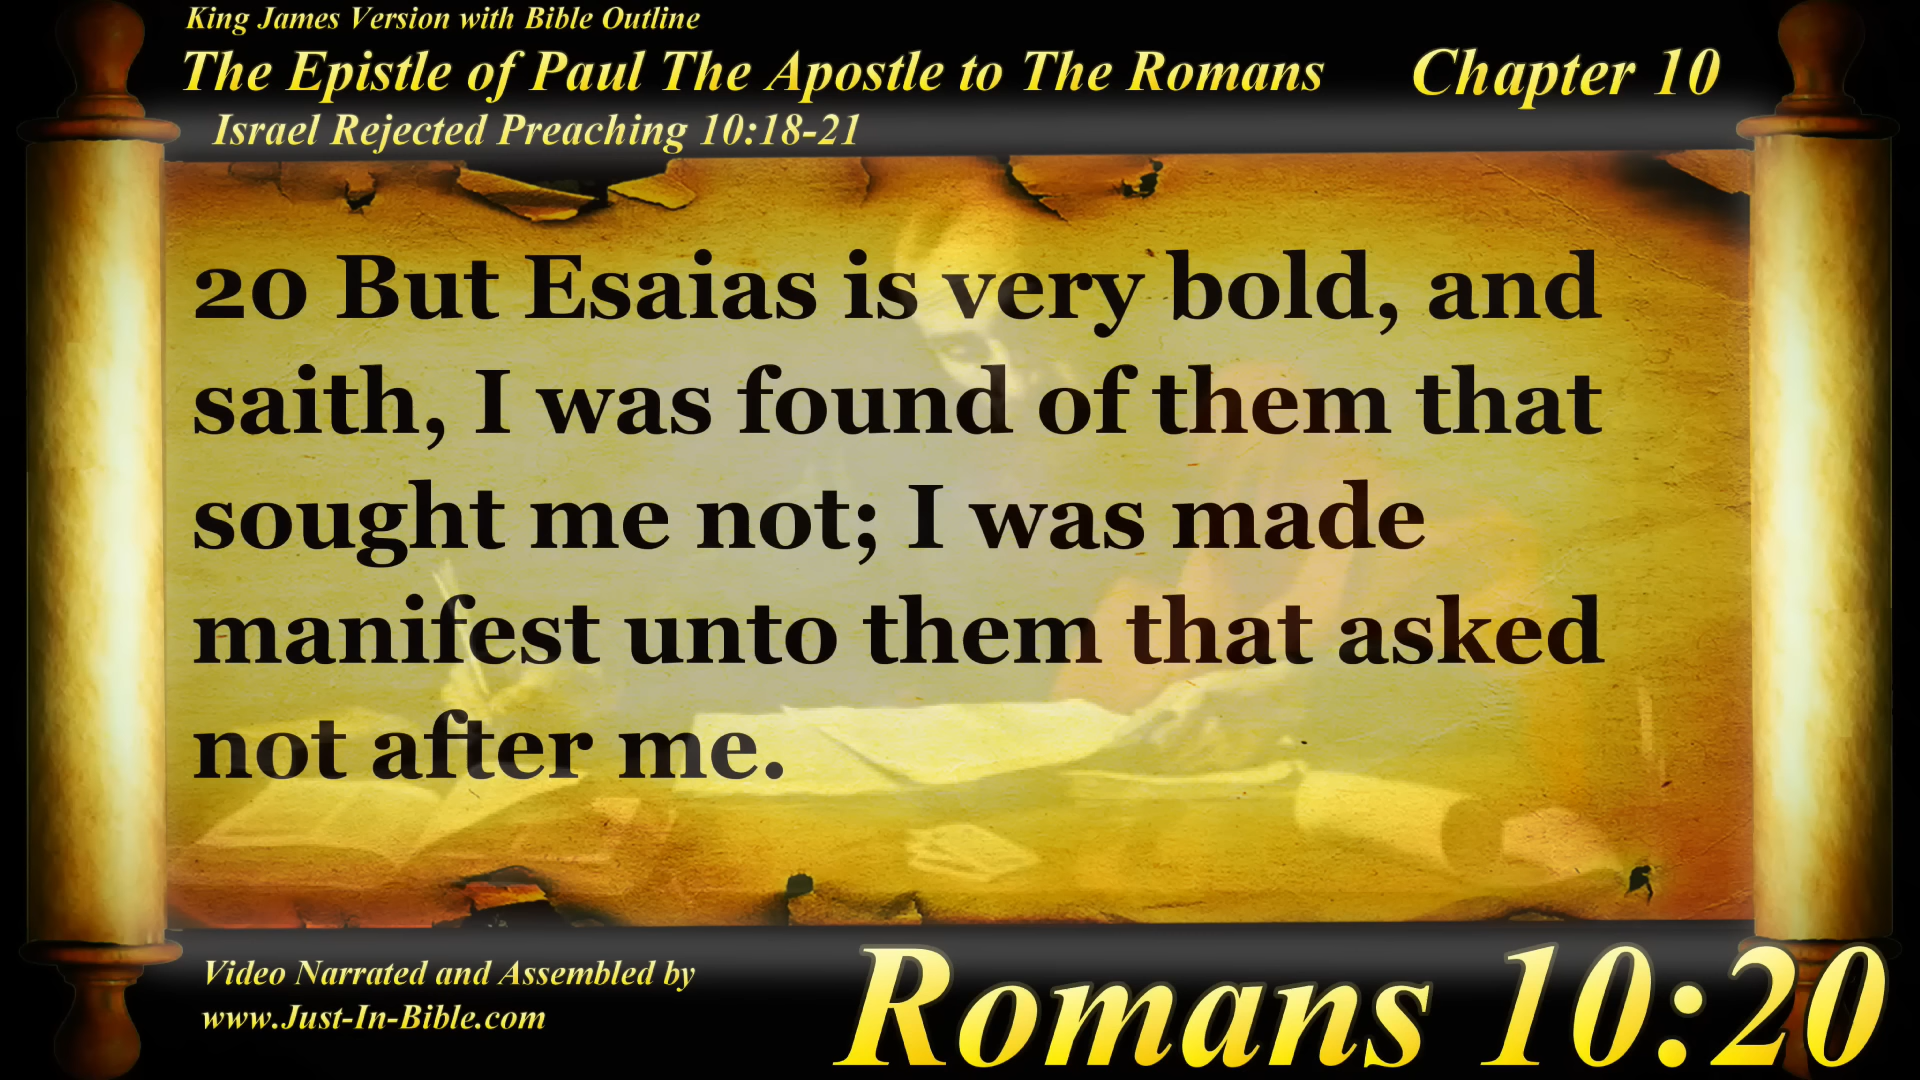 King James Version with Bible Outline
The Epistle of Paul The Apostle to The Romans Chapter 10
Israel Rejected Preaching 10:18-21
20 But Esaias is very bold, and
saith, I was found of them that
sought me not; I was made
manifest unto them that asked
not after me.
Video Narrated and Assembled by
www.Just-In-Bible.com
Romans 10:20